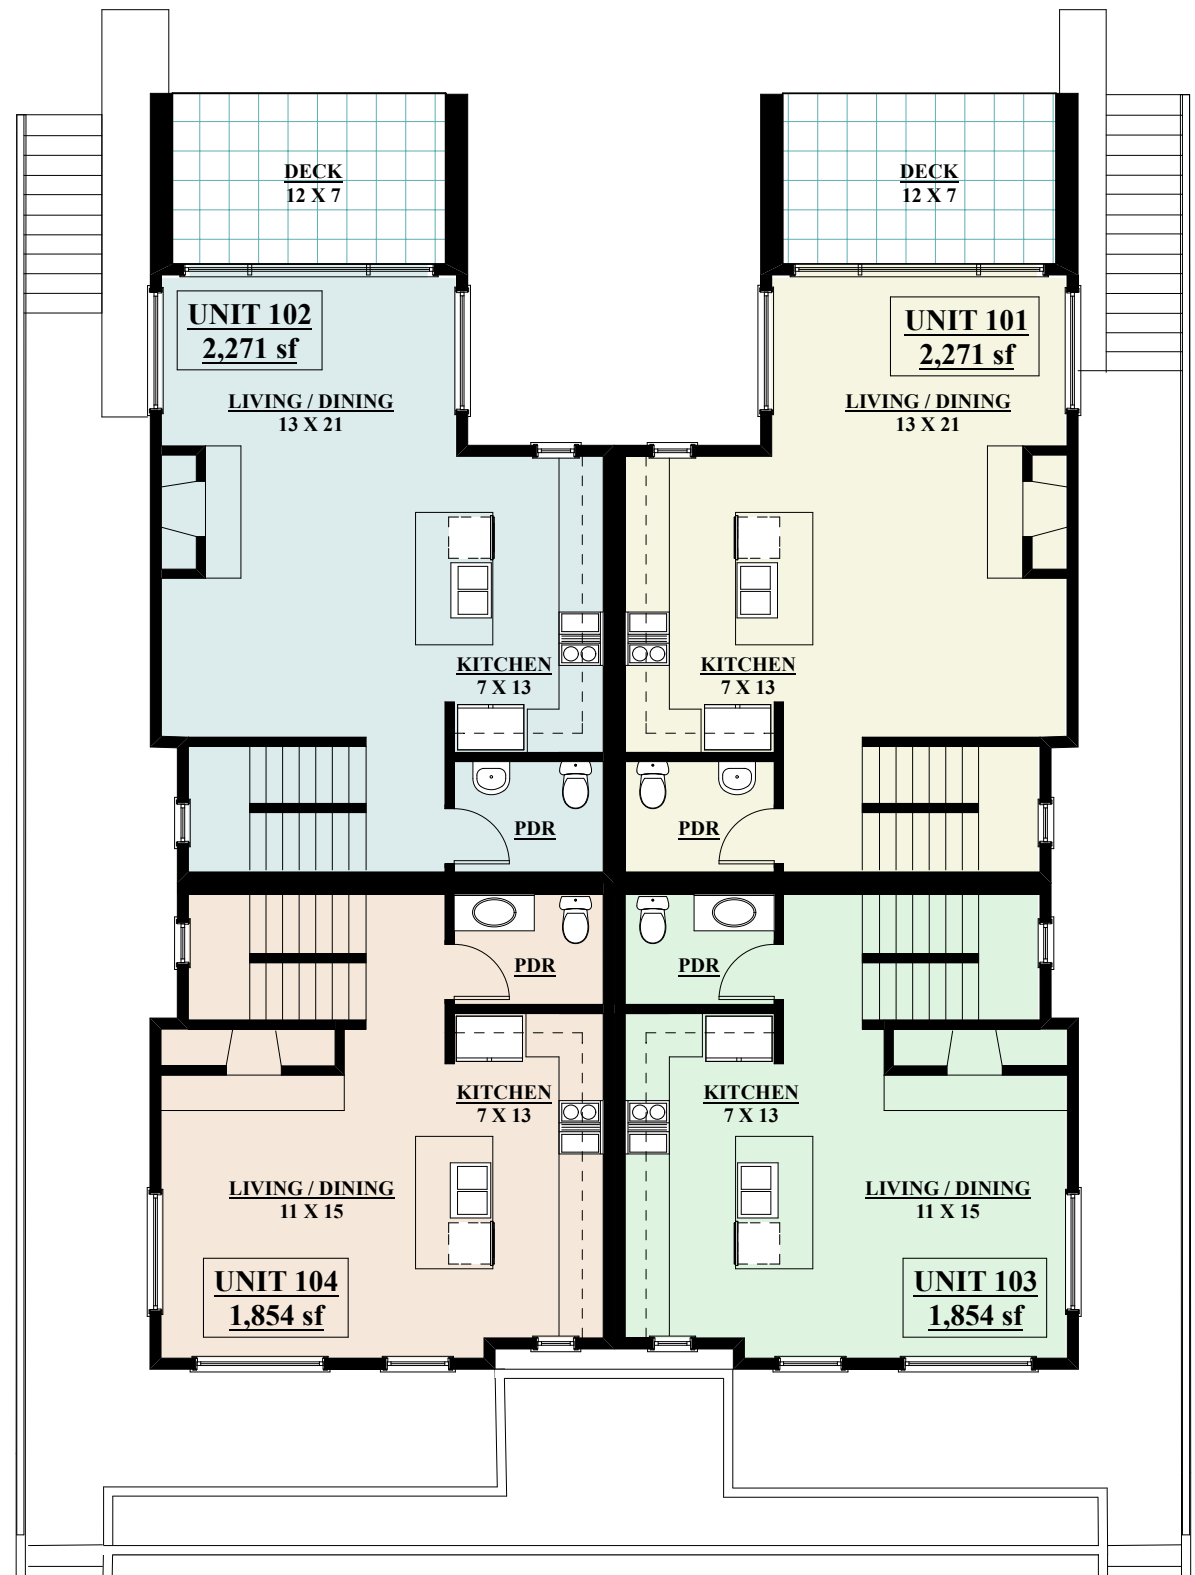 DECK
12 X 7
DECK
12 X 7
UNIT 102
2,271 sf
UNIT 101
2,271 sf
LIVING / DINING
13 X 21
LIVING / DINING
13 X 21
KITCHEN
7 X 13
KITCHEN
7 X 13
PDR
PDR
PDR
PDR
KITCHEN
7 X 13
KITCHEN
7 X 13
LIVING / DINING
11 X 15
LIVING / DINING
11 X 15
UNIT 104
1,854 sf
UNIT 103
1,854 sf